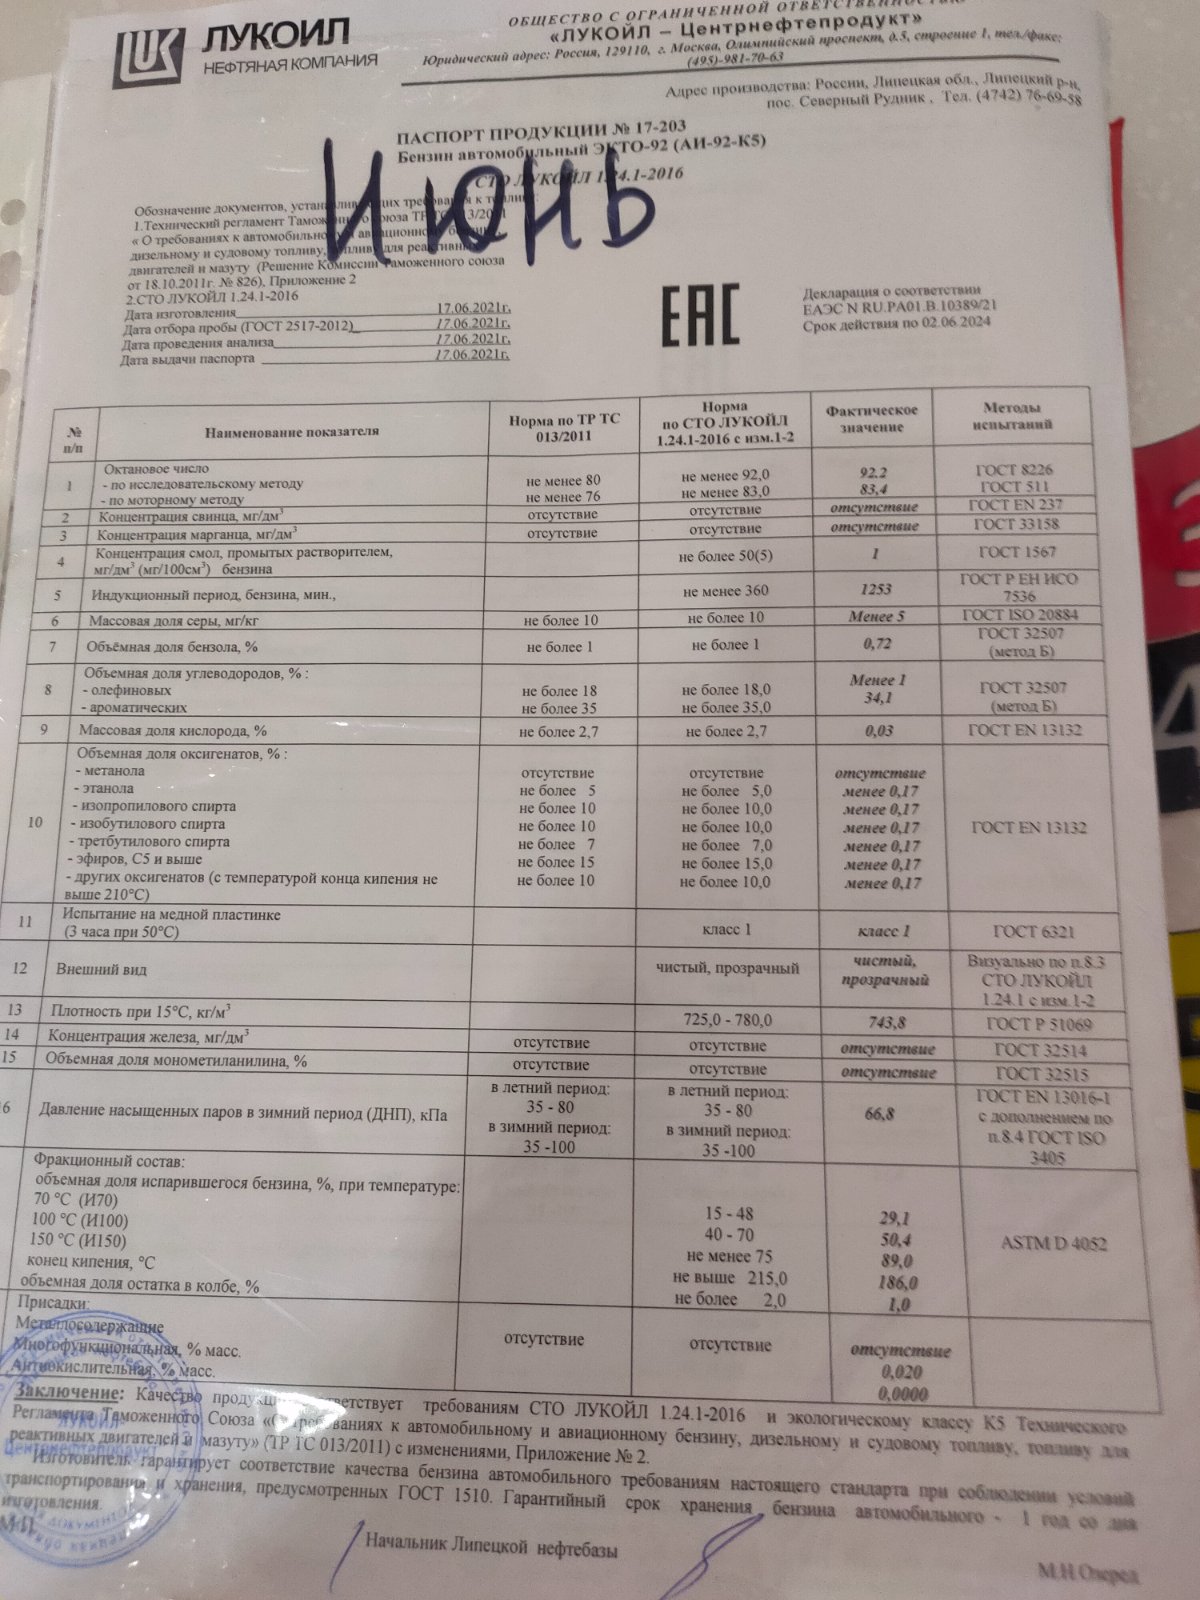 ЛУКОИЛ
НЕФТЯНАЯ КОМПАНИЯ
ОБЩЕСТВО С ОГРАНИЧЕННОЙ ОТВЕТСТВЕННОСТЬЮ
«ЛУКОЙЛ – Центрнефтепродукт»
Юридический адрес: Россия, 129110, г. Москва, Олимпийский проспект, д.5, строение 1, тел./факс:
(495)-981-70-63
Адрес производства: России, Липецкая обл., Липецкий р-н,
пос. Северный Рудник , Тел. (4742) 76-69-58
ПАСПОРТ ПРОДУКЦИИ № 17-203
Бензин автомобильный ЭКТО-92 (АИ-92-К5)
СТО ЛУКОЙЛ 1.24.1-2016
Июнь
Обозначение документов, устанавливающих требования к топливу:
1.Технический регламент Таможенного союза ТР ТС 013/2011
« О требованиях к автомобильному и авиационному бензину,
дизельному и судовому топливу, топливу для реактивных
двигателей и мазуту (Решение Комиссии Таможенного союза
от 18.10.2011г. № 826), Приложение 2
2.СТО ЛУКОЙЛ 1.24.1-2016
Дата изготовления 17.06.2021г.
Дата отбора пробы (ГОСТ 2517-2012) 17.06.2021г.
Дата проведения анализа 17.06.2021г.
Дата выдачи паспорта 17.06.2021г.
EAC
Декларация о соответствии
ЕАЭС N RU.РА01.В.10389/21
Срок действия по 02.06.2024
№ п/п Наименование показателя Норма по ТР ТС 013/2011 Норма по СТО ЛУКОЙЛ 1.24.1-2016 с изм.1-2 Фактическое значение Методы испытаний
1 Октановое число
- по исследовательскому методу не менее 80 не менее 92,0 92,2 ГОСТ 8226
- по моторному методу не менее 76 не менее 83,0 83,4 ГОСТ 511
2 Концентрация свинца, мг/дм³ отсутствие отсутствие отсутствие ГОСТ EN 237
3 Концентрация марганца, мг/дм³ отсутствие отсутствие отсутствие ГОСТ 33158
4 Концентрация смол, промытых растворителем,
мг/дм³ (мг/100см³) бензина не более 50(5) 1 ГОСТ 1567
5 Индукционный период, бензина, мин., не менее 360 1253 ГОСТ Р ЕН ИСО 7536
6 Массовая доля серы, мг/кг не более 10 не более 10 Менее 5 ГОСТ ISO 20884
7 Объёмная доля бензола, % не более 1 не более 1 0,72 ГОСТ 32507 (метод Б)
8 Объемная доля углеводородов, % :
- олефиновых не более 18 не более 18,0 Менее 1 ГОСТ 32507
- ароматических не более 35 не более 35,0 34,1 (метод Б)
9 Массовая доля кислорода, % не более 2,7 не более 2,7 0,03 ГОСТ EN 13132
10 Объемная доля оксигенатов, % :
- метанола отсутствие отсутствие отсутствие
- этанола не более 5 не более 5,0 менее 0,17
- изопропилового спирта не более 10 не более 10,0 менее 0,17
- изобутилового спирта не более 10 не более 10,0 менее 0,17 ГОСТ EN 13132
- третбутилового спирта не более 7 не более 7,0 менее 0,17
- эфиров, С5 и выше не более 15 не более 15,0 менее 0,17
- других оксигенатов (с температурой конца кипения не не более 10 не более 10,0 менее 0,17
выше 210°С)
11 Испытание на медной пластинке
(3 часа при 50°С) класс 1 класс 1 ГОСТ 6321
12 Внешний вид чистый, прозрачный чистый, прозрачный Визуально по п.8.3 СТО ЛУКОЙЛ 1.24.1 с изм.1-2
13 Плотность при 15°С, кг/м³ 725,0 - 780,0 743,8 ГОСТ Р 51069
14 Концентрация железа, мг/дм³ отсутствие отсутствие отсутствие ГОСТ 32514
15 Объемная доля монометиланилина, % отсутствие отсутствие отсутствие ГОСТ 32515
16 Давление насыщенных паров в зимний период (ДНП), кПа в летний период: 35 - 80 в зимний период: 35 -100 в летний период: 35 - 80 в зимний период: 35 -100 66,8 ГОСТ EN 13016-1 с дополнением по п.8.4 ГОСТ ISO 3405
Фракционный состав:
объемная доля испарившегося бензина, %, при температуре:
70 °С (И70) 15 - 48 29,1
100 °С (И100) 40 - 70 50,4
150 °С (И150) не менее 75 89,0 ASTM D 4052
конец кипения, °С не выше 215,0 186,0
объемная доля остатка в колбе, % не более 2,0 1,0
Присадки:
Металлосодержащие отсутствие отсутствие отсутствие
Многофункциональная, % масс. 0,020
Антиокислительная, % масс. 0,0000
Заключение: Качество продукции соответствует требованиям СТО ЛУКОЙЛ 1.24.1-2016 и экологическому классу К5 Технического
Регламента Таможенного Союза «О требованиях к автомобильному и авиационному бензину, дизельному и судовому топливу, топливу для
реактивных двигателей и мазуту» (ТР ТС 013/2011) с изменениями, Приложение № 2.
Изготовитель гарантирует соответствие качества бензина автомобильного требованиям настоящего стандарта при соблюдении условий
транспортирования и хранения, предусмотренных ГОСТ 1510. Гарантийный срок хранения бензина автомобильного - 1 год со дня
изготовления.
М.П.
Начальник Липецкой нефтебазы
М.Н Озеред